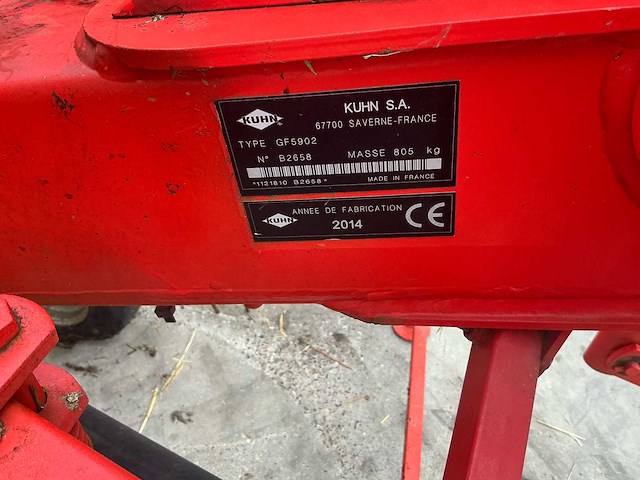 KUHN
KUHN S.A.
67700 SAVERNE-FRANCE
TYPE GF5902
N° B2658 MASSE 805 kg
*1121810 B2658* MADE IN FRANCE
KUHN
ANNEE DE FABRICATION
2014
CE